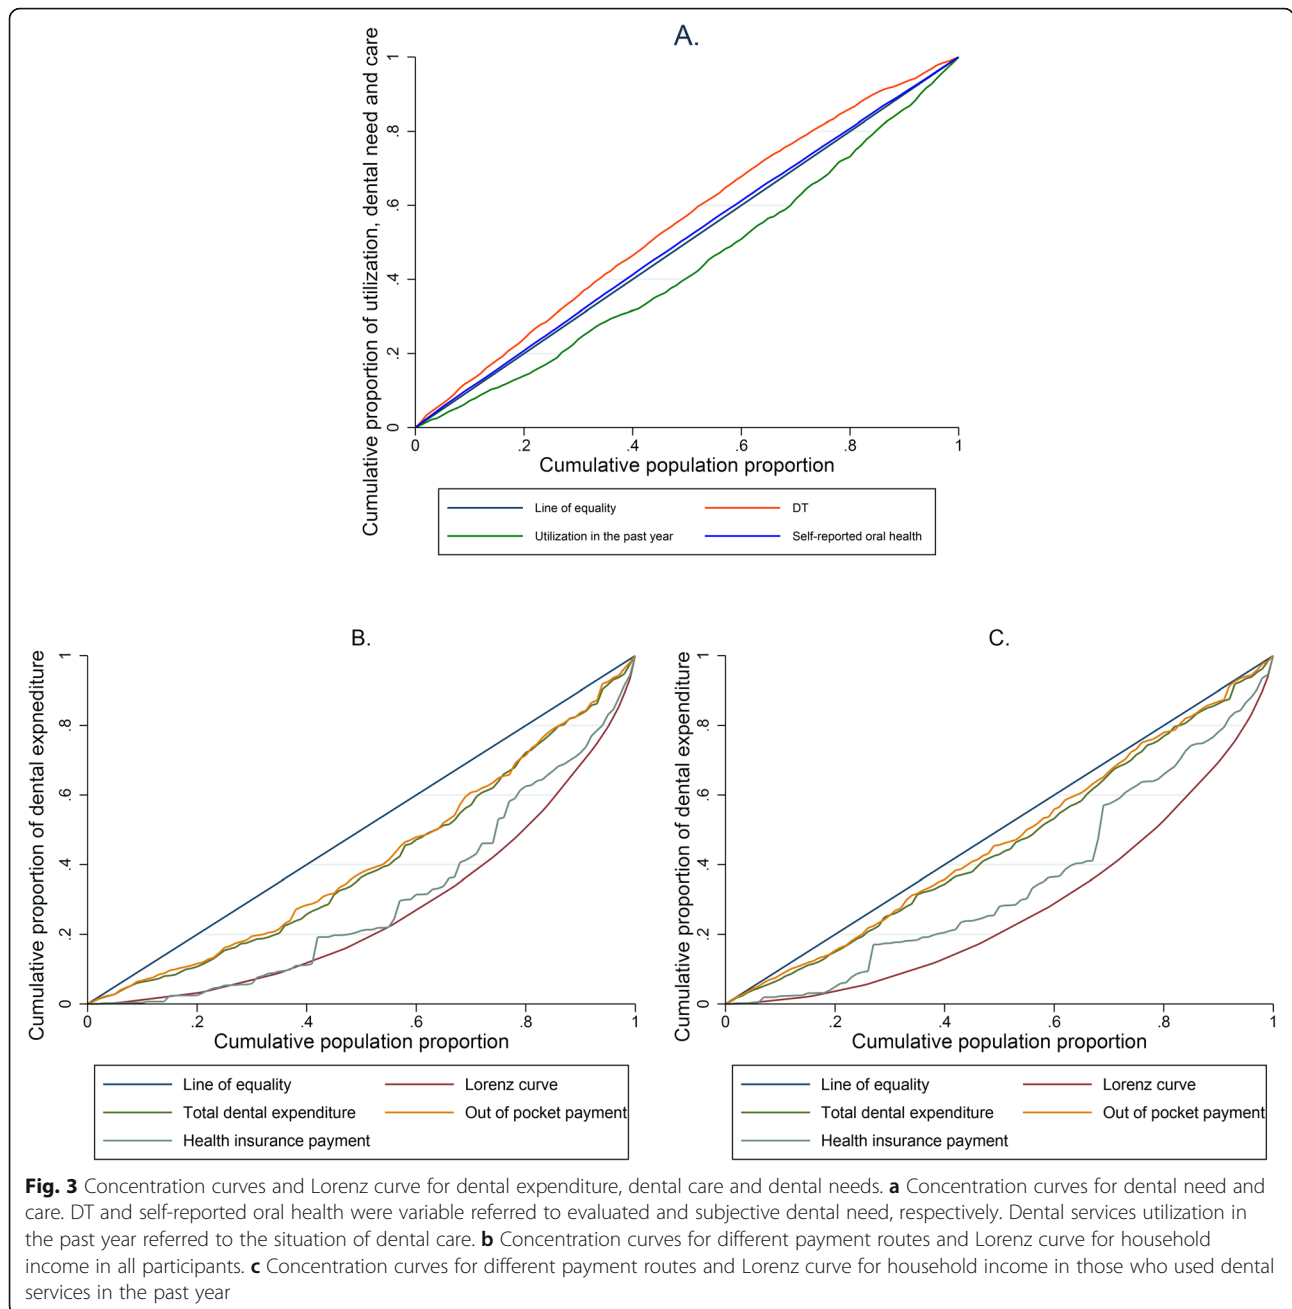 A.
Cumulative proportion of utilization, dental need and care
1
.8
.6
.4
.2
0
0 .2 .4 .6 .8 1
Cumulative population proportion
Line of equality DT
Utilization in the past year Self-reported oral health
B.
Cumulative proportion of dental expnediture
1
.8
.6
.4
.2
0
0 .2 .4 .6 .8 1
Cumulative population proportion
Line of equality Lorenz curve
Total dental expenditure Out of pocket payment
Health insurance payment
C.
Cumulative proportion of dental expenditure
1
.8
.6
.4
.2
0
0 .2 .4 .6 .8 1
Cumulative population proportion
Line of equality Lorenz curve
Total dental expenditure Out of pocket payment
Health insurance payment
Fig. 3 Concentration curves and Lorenz curve for dental expenditure, dental care and dental needs. a Concentration curves for dental need and
care. DT and self-reported oral health were variable referred to evaluated and subjective dental need, respectively. Dental services utilization in
the past year referred to the situation of dental care. b Concentration curves for different payment routes and Lorenz curve for household
income in all participants. c Concentration curves for different payment routes and Lorenz curve for household income in those who used dental
services in the past year